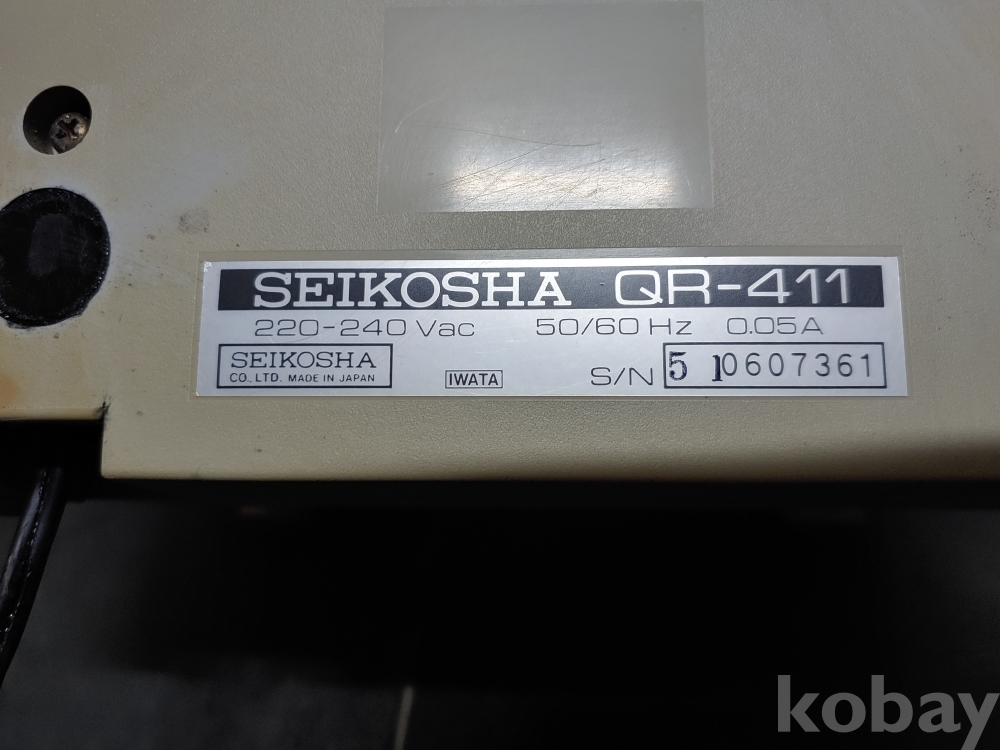 SEIKOSHA QR-411
220-240 Vac 50/60 Hz 0.05A
SEIKOSHA
CO., LTD. MADE IN JAPAN
IWATA
S/N 5 10607361
kobay